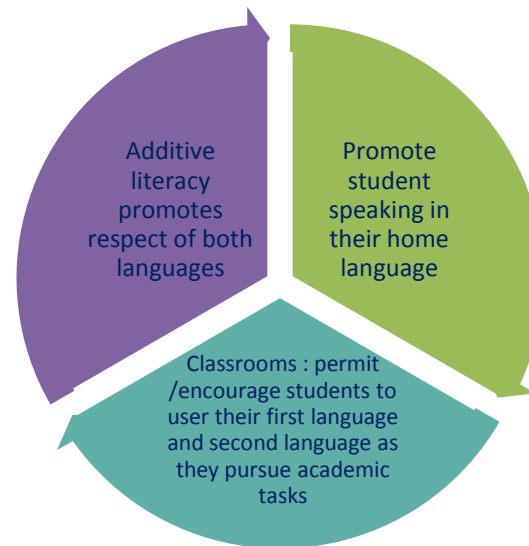 Additive
literacy
promotes
respect of both
languages
Promote
student
speaking in
their home
language
Classrooms : permit
/encourage students to
user their first language
and second language as
they pursue academic
tasks